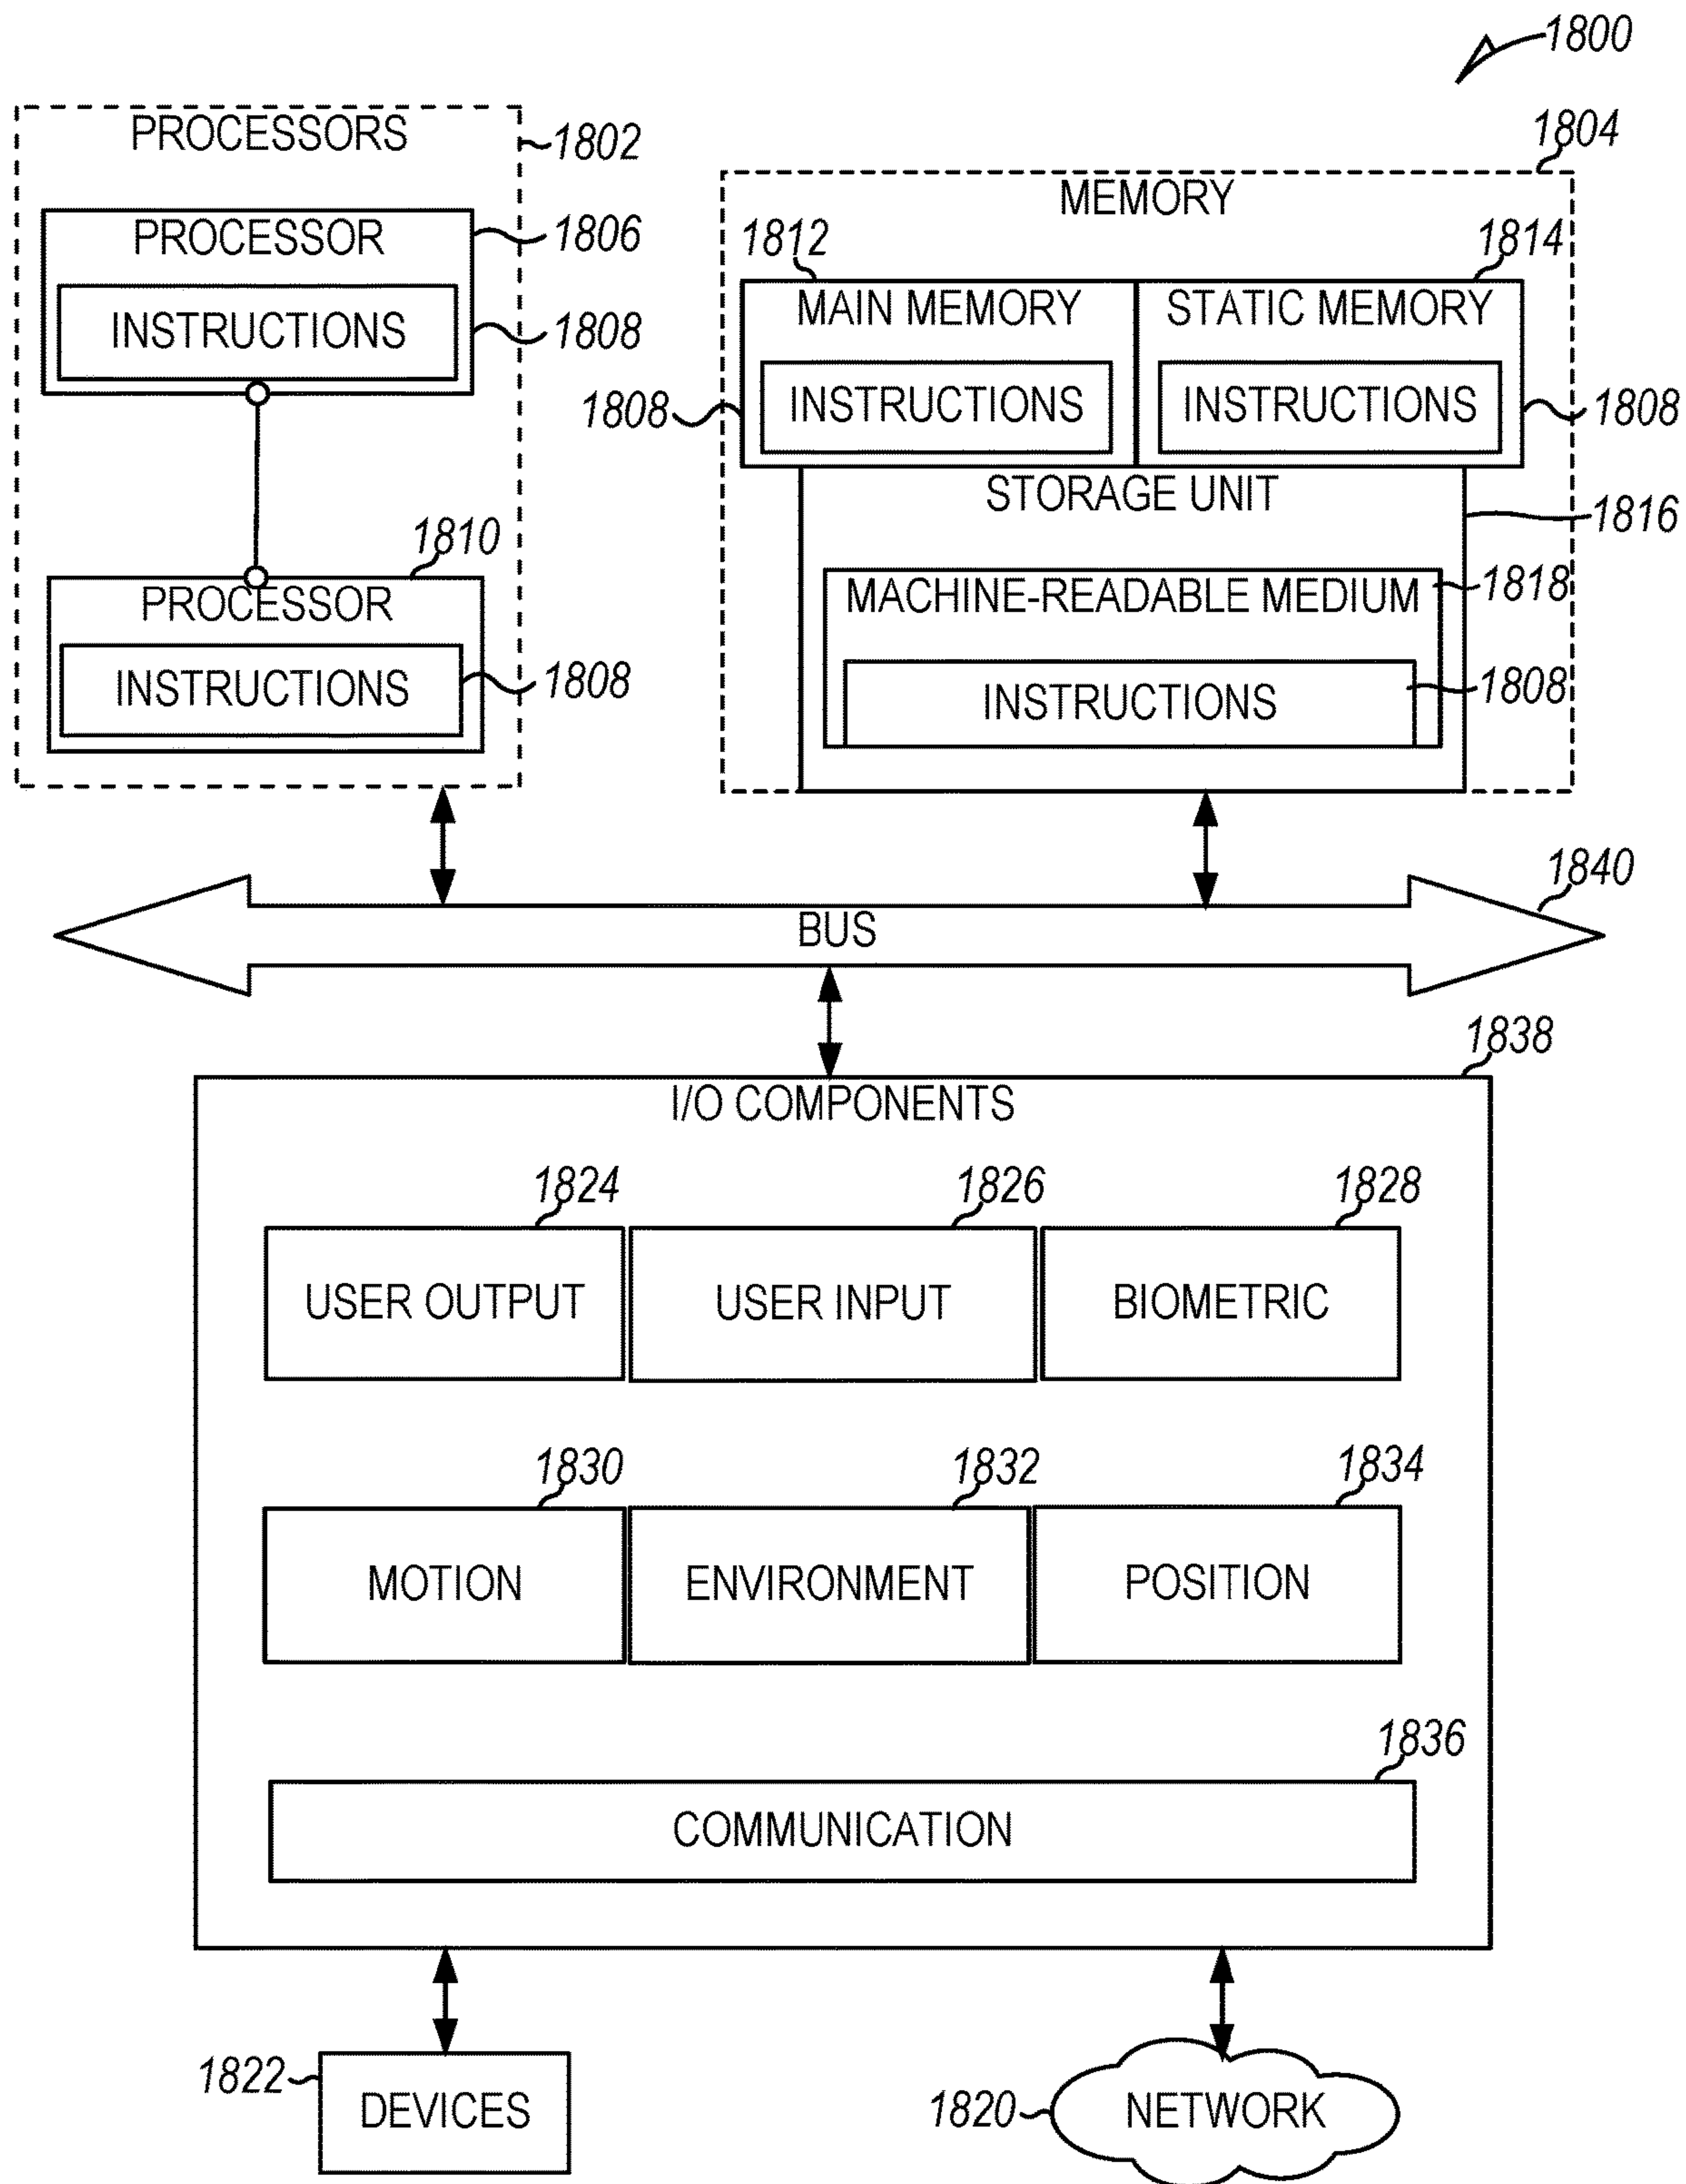 1800
PROCESSORS
1802
PROCESSOR
1806
INSTRUCTIONS
1808
1810
PROCESSOR
INSTRUCTIONS
1808
1804
MEMORY
1812
1814
MAIN MEMORY
STATIC MEMORY
1808
INSTRUCTIONS
INSTRUCTIONS
1808
STORAGE UNIT
1816
MACHINE-READABLE MEDIUM
1818
INSTRUCTIONS
1808
1840
BUS
1838
I/O COMPONENTS
1824
1826
1828
USER OUTPUT
USER INPUT
BIOMETRIC
1830
1832
1834
MOTION
ENVIRONMENT
POSITION
1836
COMMUNICATION
1822
DEVICES
1820
NETWORK